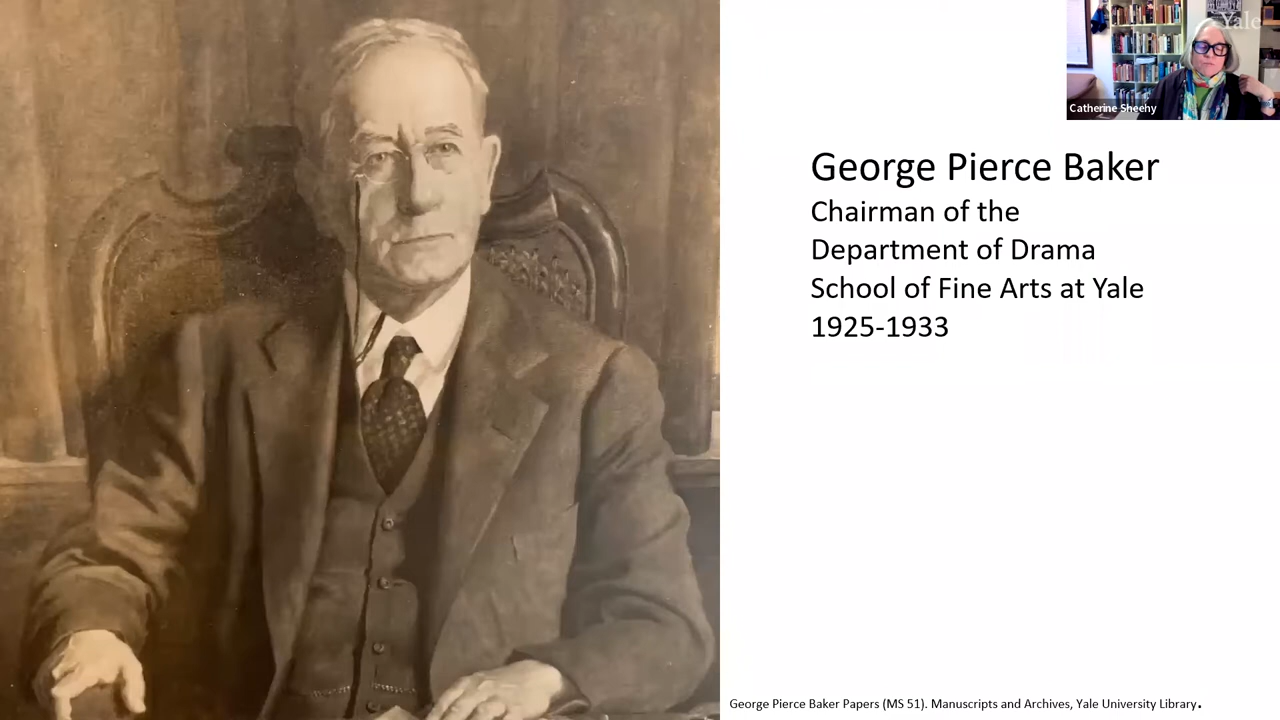 Yale
Catherine Sheehy
George Pierce Baker
Chairman of the
Department of Drama
School of Fine Arts at Yale
1925-1933
George Pierce Baker Papers (MS 51). Manuscripts and Archives, Yale University Library.